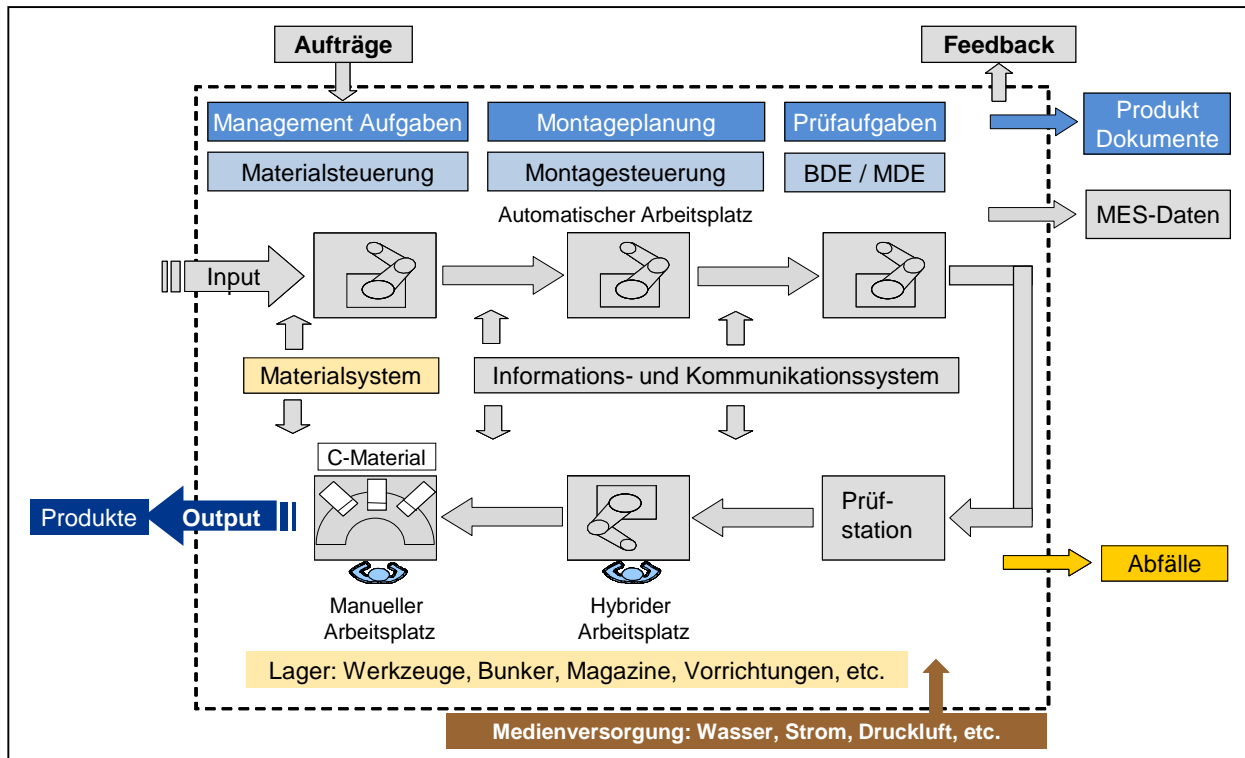 Aufträge
Feedback
Management Aufgaben
Montageplanung
Prüfaufgaben
Produkt
Dokumente
Materialsteuerung
Montagesteuerung
BDE / MDE
Automatischer Arbeitsplatz
MES-Daten
Input
Materialsystem
Informations- und Kommunikationssystem
C-Material
Produkte
Output
Prüf-
station
Abfälle
Manueller
Arbeitsplatz
Hybrider
Arbeitsplatz
Lager: Werkzeuge, Bunker, Magazine, Vorrichtungen, etc.
Medienversorgung: Wasser, Strom, Druckluft, etc.